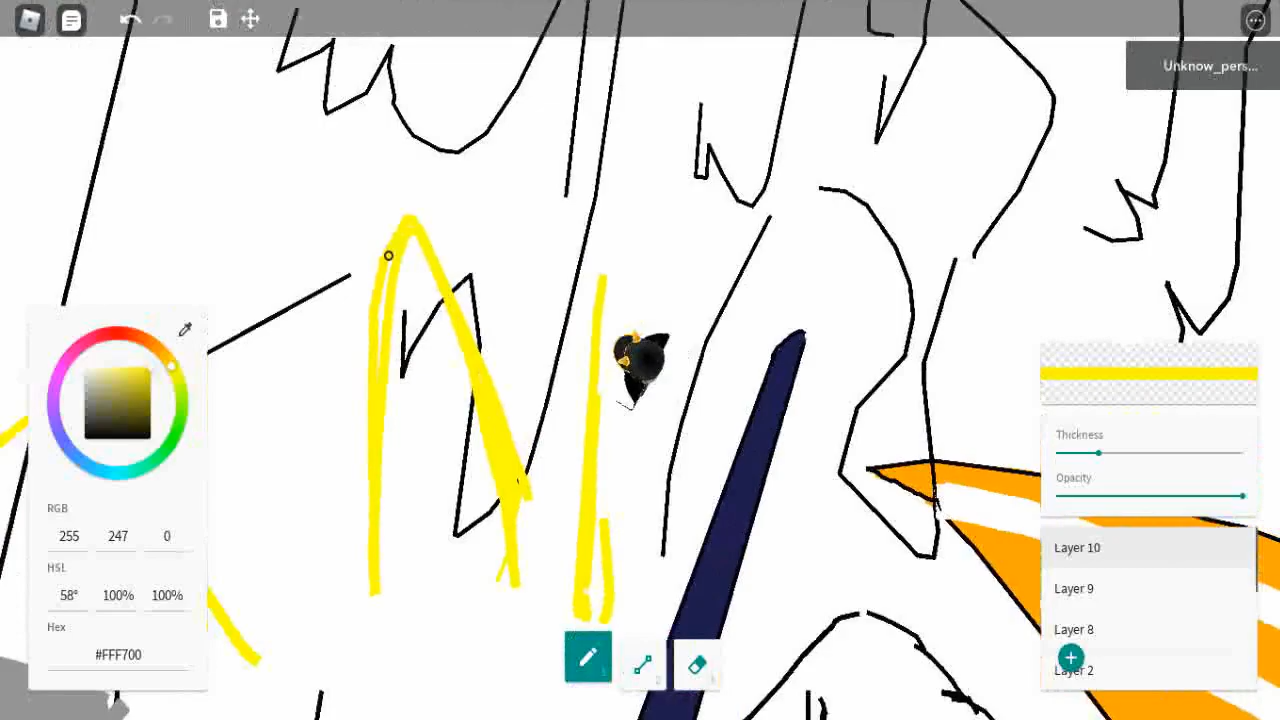 Unknow_pers...
RGB
255 247 0
HSL
58° 100% 100%
Hex
#FFF700
Thickness
Opacity
Layer 10
Layer 9
Layer 8
Layer 2